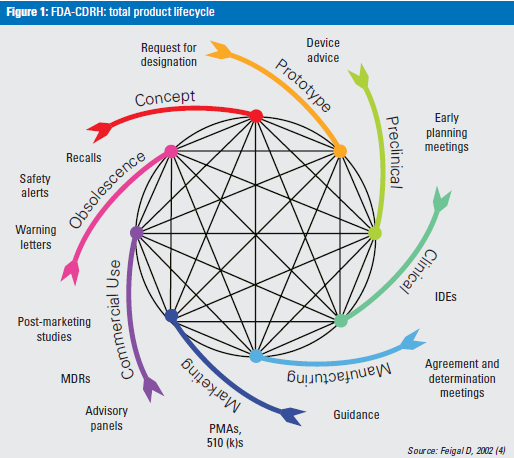 Figure 1: FDA-CDRH: total product lifecycle
Request for
designation
Device
advice
Prototype
Concept
Preclinical
Early
planning
meetings
Recalls
Obsolescence
Safety
alerts
Warning
letters
Clinical
IDEs
Commercial Use
Post-marketing
studies
Manufacturing
Marketing
Agreement and
determination
meetings
MDRs
Advisory
panels
PMAs,
510 (k)s
Guidance
Source: Feigal D, 2002 (4)